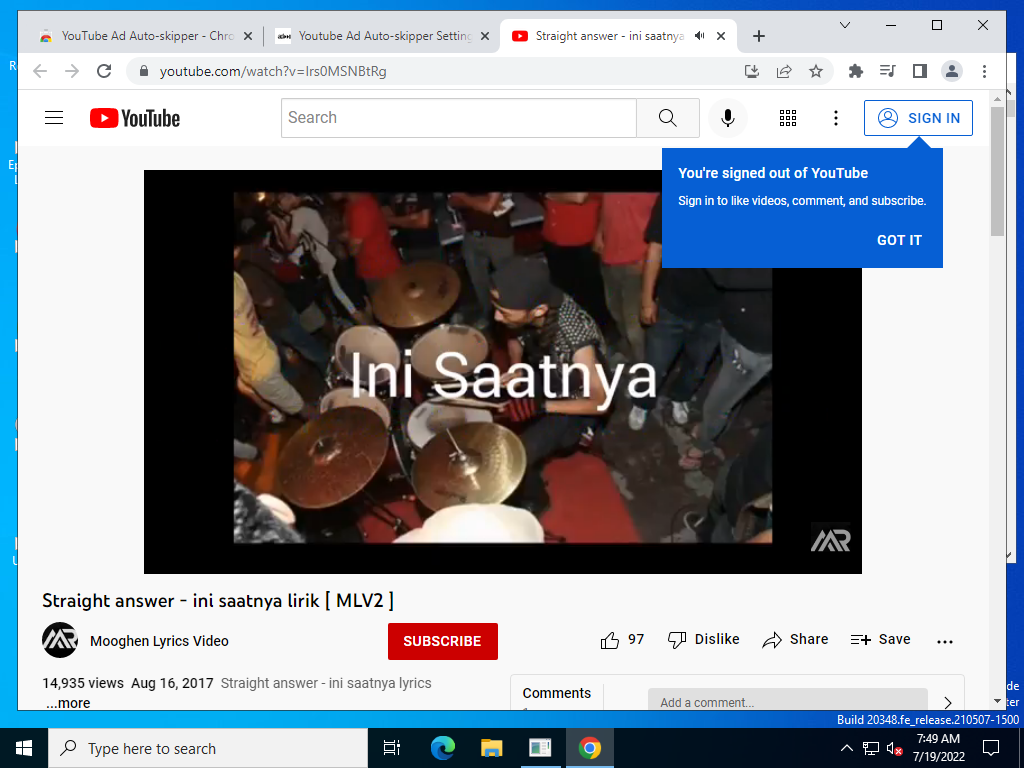 YouTube Ad Auto-skipper - Chro
Youtube Ad Auto-skipper Setting
Straight answer - ini saatnya
youtube.com/watch?v=Irs0MSNBtRg
YouTube
Search
SIGN IN
You're signed out of YouTube
Sign in to like videos, comment, and subscribe.
GOT IT
Ini Saatnya
Straight answer - ini saatnya lirik [ MLV2 ]
Mooghen Lyrics Video
SUBSCRIBE
97
Dislike
Share
Save
14,935 views Aug 16, 2017 Straight answer - ini saatnya lyrics
...more
Comments
Add a comment...
Build 20348.fe_release.210507-1500
Type here to search
7:49 AM
7/19/2022